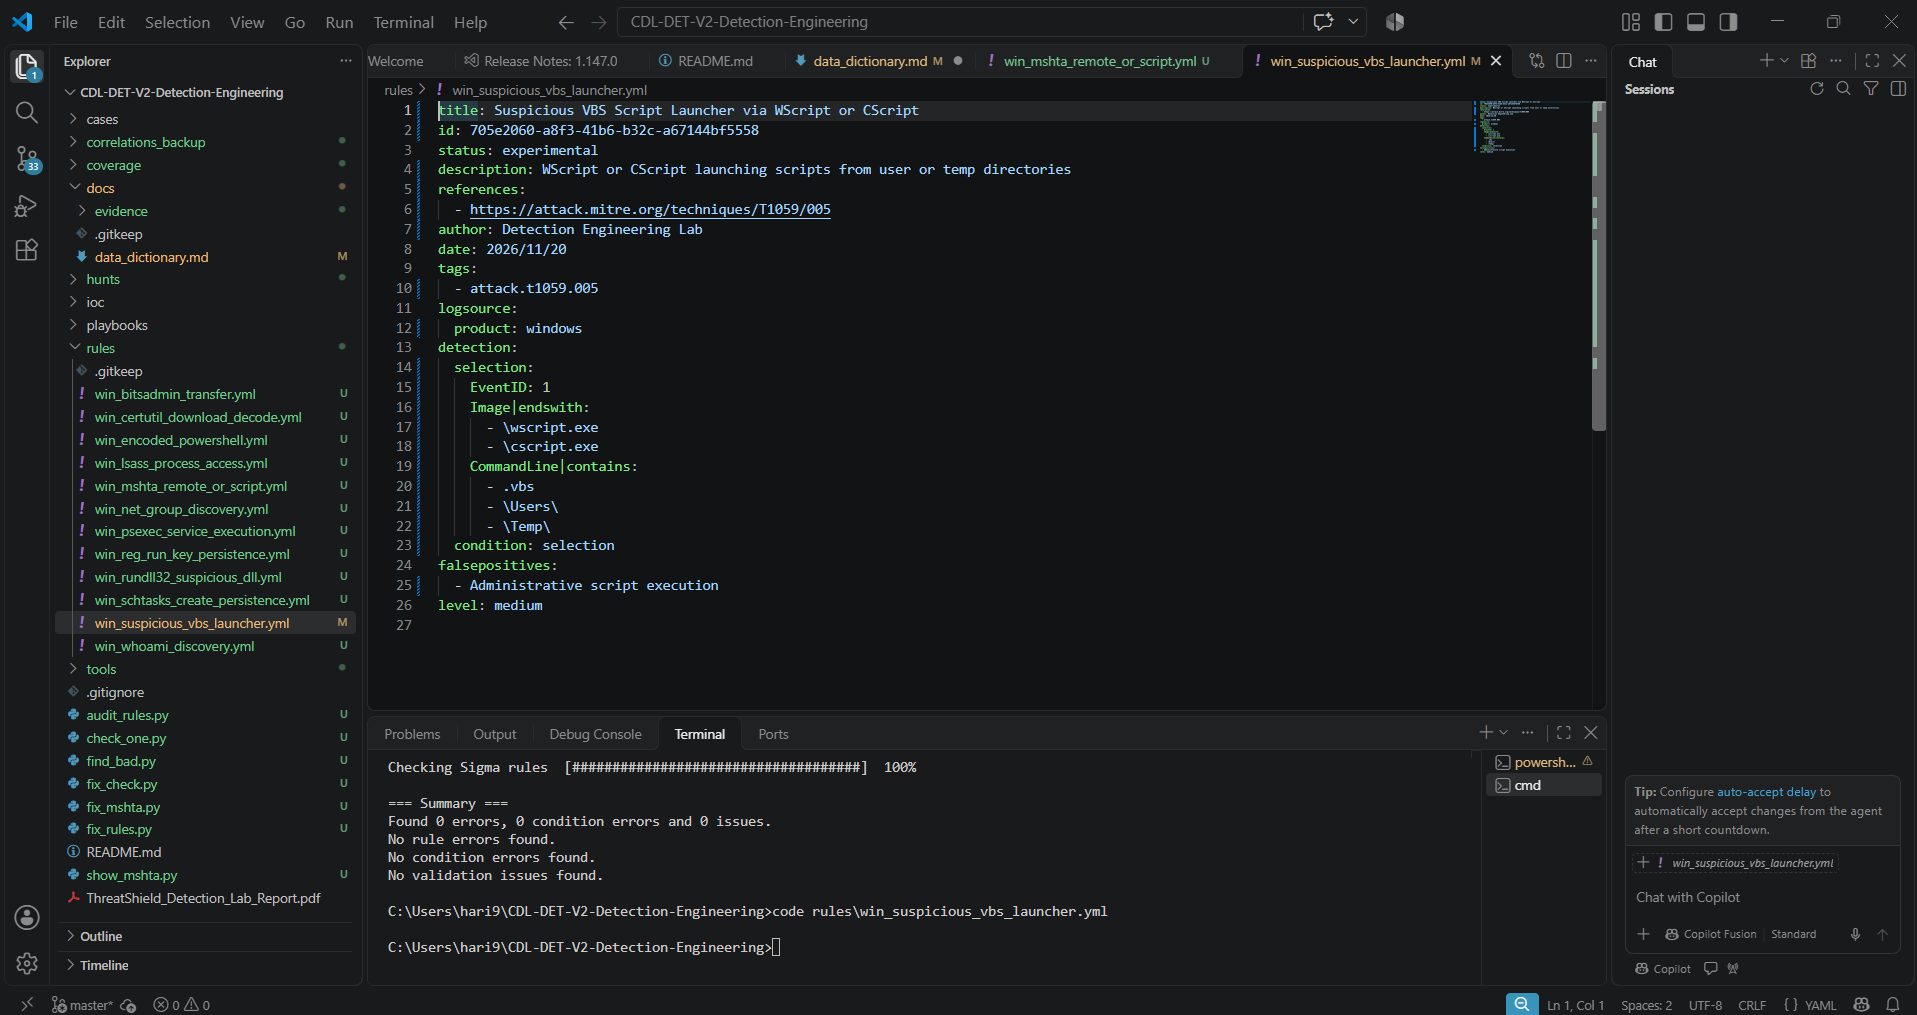 File Edit Selection View Go Run Terminal Help
CDL-DET-V2-Detection-Engineering
Explorer
CDL-DET-V2-Detection-Engineering
cases
correlations_backup
coverage
docs
evidence
.gitkeep
data_dictionary.md M
hunts
ioc
playbooks
rules
.gitkeep
win_bitsadmin_transfer.yml U
win_certutil_download_decode.yml U
win_encoded_powershell.yml U
win_lsass_process_access.yml U
win_mshta_remote_or_script.yml U
win_net_group_discovery.yml U
win_psexec_service_execution.yml U
win_reg_run_key_persistence.yml U
win_rundll32_suspicious_dll.yml U
win_schtasks_create_persistence.yml U
win_suspicious_vbs_launcher.yml M
win_whoami_discovery.yml U
tools
.gitignore
audit_rules.py U
check_one.py U
find_bad.py U
fix_check.py U
fix_mshta.py U
fix_rules.py U
README.md
show_mshta.py U
ThreatShield_Detection_Lab_Report.pdf
Outline
Timeline
1
33
Welcome Release Notes: 1.147.0 README.md data_dictionary.md M win_mshta_remote_or_script.yml U win_suspicious_vbs_launcher.yml M
rules > win_suspicious_vbs_launcher.yml
1 title: Suspicious VBS Script Launcher via WScript or CScript
2 id: 705e2060-a8f3-41b6-b32c-a67144bf5558
3 status: experimental
4 description: WScript or CScript launching scripts from user or temp directories
5 references:
6 - https://attack.mitre.org/techniques/T1059/005
7 author: Detection Engineering Lab
8 date: 2026/11/20
9 tags:
10 - attack.t1059.005
11 logsource:
12 product: windows
13 detection:
14 selection:
15 EventID: 1
16 Image|endswith:
17 - \wscript.exe
18 - \cscript.exe
19 CommandLine|contains:
20 - .vbs
21 - \Users\
22 - \Temp\
23 condition: selection
24 falsepositives:
25 - Administrative script execution
26 level: medium
27
Problems Output Debug Console Terminal Ports
Checking Sigma rules [####################################] 100%
=== Summary ===
Found 0 errors, 0 condition errors and 0 issues.
No rule errors found.
No condition errors found.
No validation issues found.
C:\Users\hari9\CDL-DET-V2-Detection-Engineering>code rules\win_suspicious_vbs_launcher.yml
C:\Users\hari9\CDL-DET-V2-Detection-Engineering>
powersh...
cmd
Chat
Sessions
Tip: Configure auto-accept delay to
automatically accept changes from the agent
after a short countdown.
win_suspicious_vbs_launcher.yml
Chat with Copilot
Copilot Fusion Standard
Copilot
master* 0 0 Ln 1, Col 1 Spaces: 2 UTF-8 CRLF {} YAML